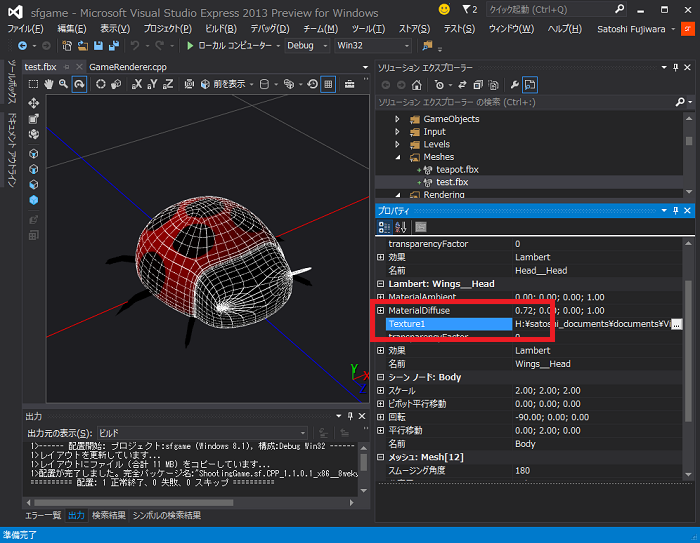 sfgame - Microsoft Visual Studio Express 2013 Preview for Windows
2
クイック起動 (Ctrl+Q)
ファイル(F) 編集(E) 表示(V) プロジェクト(P) ビルド(B) デバッグ(D) チーム(M) ツール(T) ストア(S) テスト(S) ウィンドウ(W) ヘルプ(H) Satoshi Fujiwara
ローカル コンピューター Debug Win32
ツールボックス
ドキュメント アウトライン
test.fbx GameRenderer.cpp
X Y Z 前を表示
y
x
z
ソリューション エクスプローラー
ソリューション エクスプローラー の検索 (Ctrl+;)
GameObjects
Input
Levels
Meshes
teapot.fbx
test.fbx
Rendering
プロパティ
transparencyFactor 0
効果 Lambert
名前 Head__Head
Lambert: Wings__Head
MaterialAmbient 0.00; 0.00; 0.00; 1.00
MaterialDiffuse 0.72; 0.00; 0.00; 1.00
Texture1 H:¥satoshi_documents¥documents¥Vi ...
transparencyFactor 0
効果 Lambert
名前 Wings__Head
シーン ノード: Body
スケール 2.00; 2.00; 2.00
ピボット平行移動 0.00; 0.00; 0.00
回転 -90.00; 0.00; 0.00
平行移動 0.00; 2.00; 0.00
名前 Body
メッシュ: Mesh[12]
スムージング角度 180
出力
出力元の表示(S): ビルド
1>------ 配置開始: プロジェクト:sfgame (Windows 8.1), 構成:Debug Win32 ------
1>レイアウトを更新しています...
1>レイアウトにファイル (合計 11 MB) をコピーしています...
1>配置が完了しました。完全パッケージ名:"ShootingGame.sf.CPP_1.1.0.1_x86__8weky
========== 配置: 1 正常終了、0 失敗、0 スキップ ==========
エラー一覧 出力 検索結果 シンボルの検索結果
準備完了